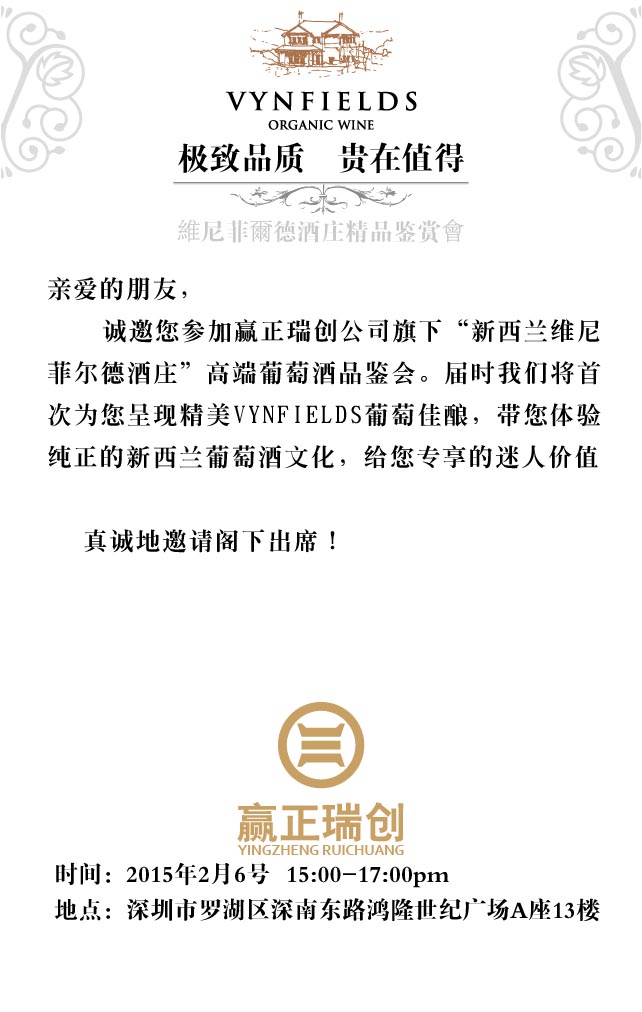 VYNFIELDS
ORGANIC WINE
极致品质 贵在值得
維尼菲爾德酒庄精品鉴赏會
亲爱的朋友，
诚邀您参加赢正瑞创公司旗下“新西兰维尼
菲尔德酒庄”高端葡萄酒品鉴会。届时我们将首
次为您呈现精美VYNFIELDS葡萄佳酿，带您体验
纯正的新西兰葡萄酒文化，给您专享的迷人价值
真诚地邀请阁下出席！
赢正瑞创
YINGZHENG RUICHUANG
时间：2015年2月6号 15:00-17:00pm
地点：深圳市罗湖区深南东路鸿隆世纪广场A座13楼